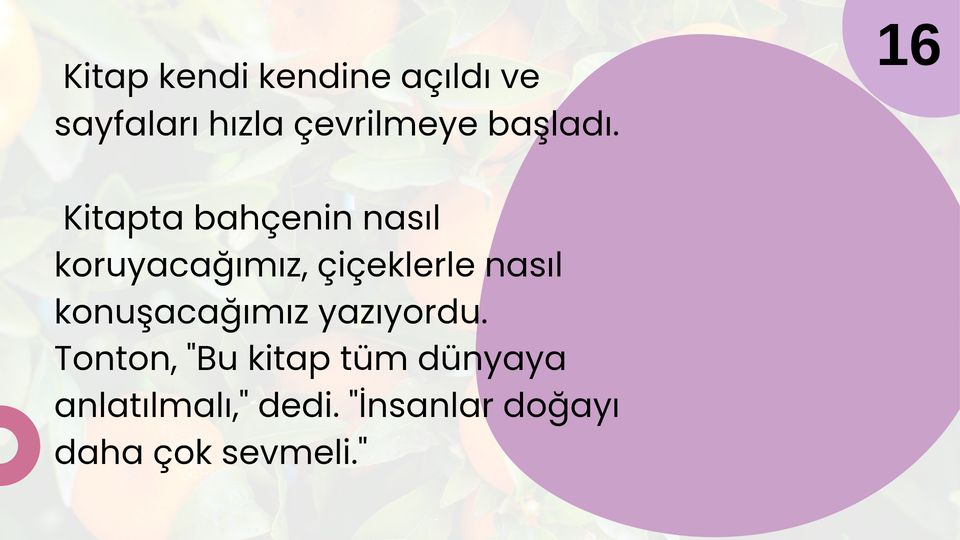 16
Kitap kendi kendine açıldı ve
sayfaları hızla çevrilmeye başladı.
Kitapta bahçenin nasıl
koruyacağımız, çiçeklerle nasıl
konuşacağımız yazıyordu.
Tonton, "Bu kitap tüm dünyaya
anlatılmalı," dedi. "İnsanlar doğayı
daha çok sevmeli."